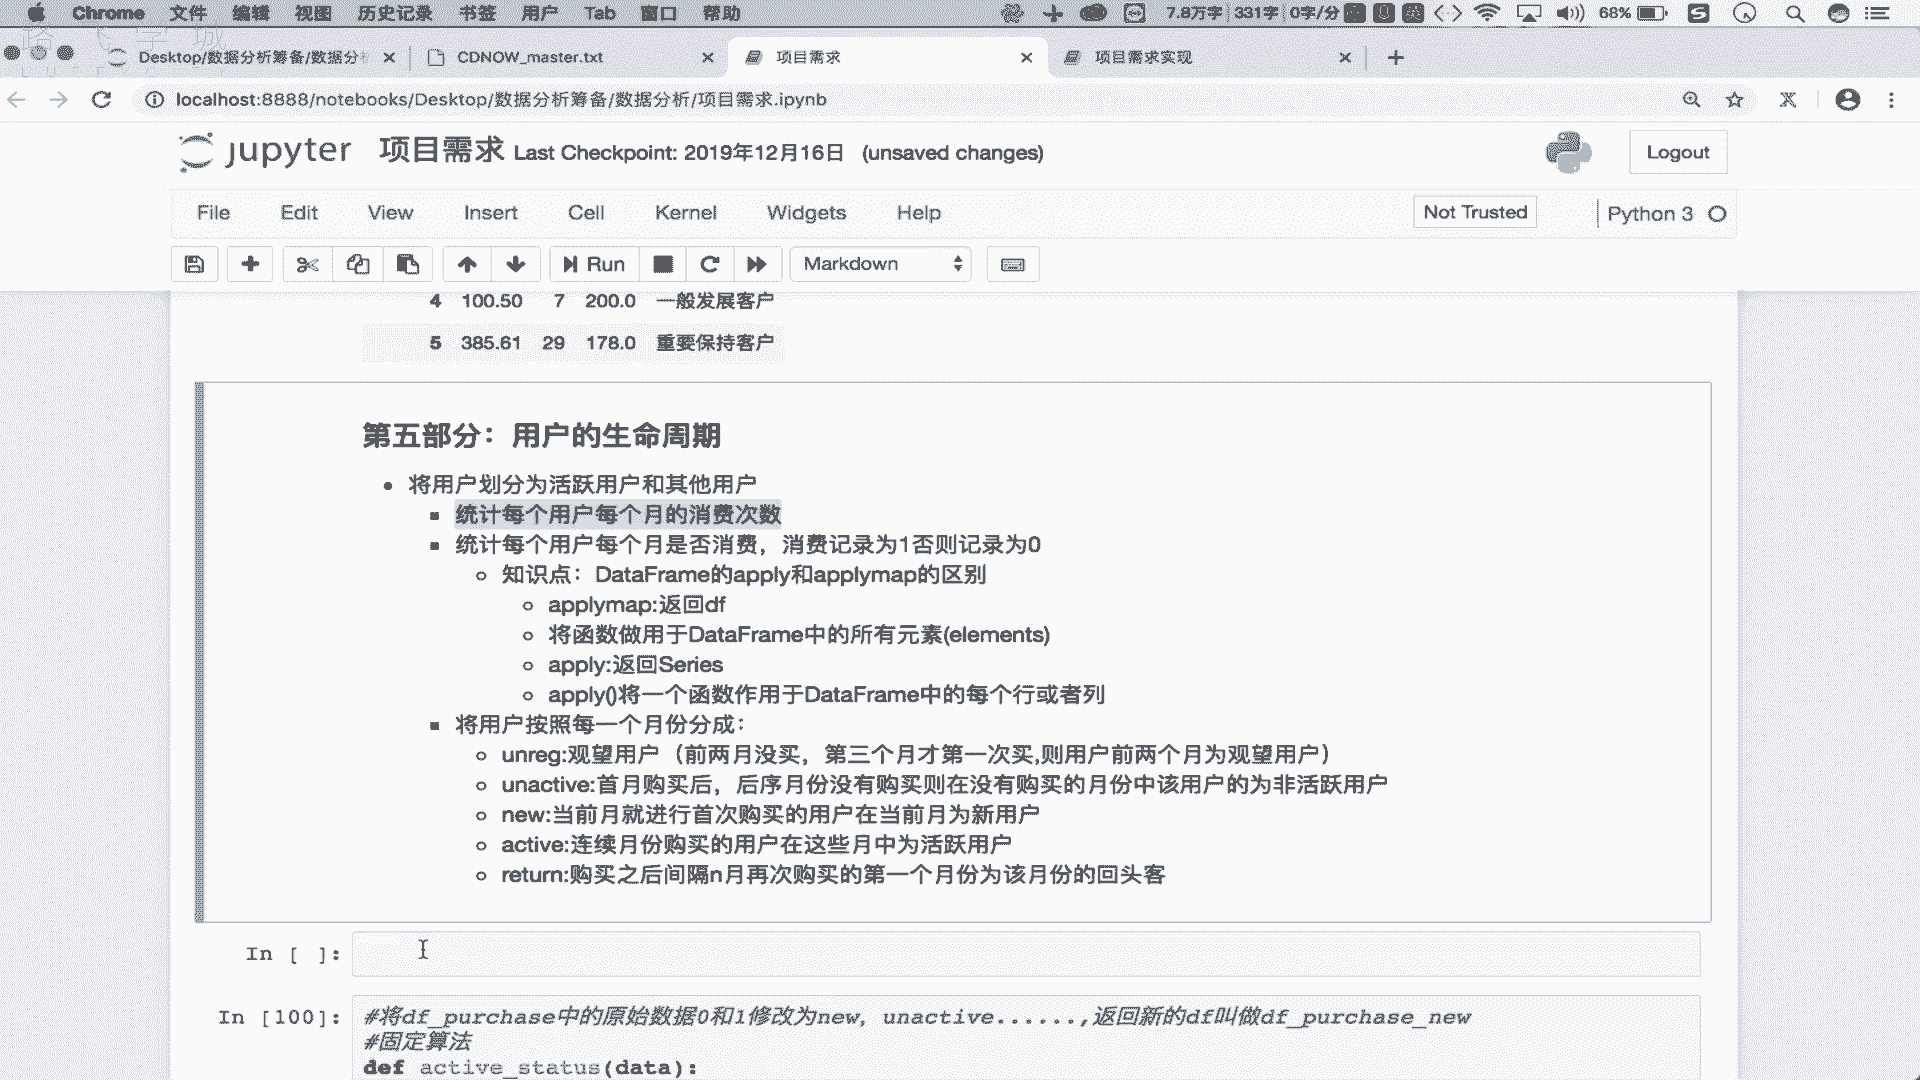 Chrome 文件 编辑 视图 历史记录 书签 用户 Tab 窗口 帮助 7.8万字 331字 0字/分 68%
Desktop/数据分析筹备/数据分 CDNOW_master.txt 项目需求 项目需求实现
localhost:8888/notebooks/Desktop/数据分析筹备/数据分析/项目需求.ipynb
jupyter 项目需求 Last Checkpoint: 2019年12月16日 (unsaved changes)
Logout
File Edit View Insert Cell Kernel Widgets Help Not Trusted Python 3
Run Markdown
4 100.50 7 200.0 一般发展客户
5 385.61 29 178.0 重要保持客户
第五部分：用户的生命周期
将用户划分为活跃用户和其他用户
统计每个用户每个月的消费次数
统计每个用户每个月是否消费，消费记录为1否则记录为0
知识点：DataFrame的apply和applymap的区别
applymap:返回df
将函数做用于DataFrame中的所有元素(elements)
apply:返回Series
apply()将一个函数作用于DataFrame中的每个行或者列
将用户按照每一个月份分成：
unreg:观望用户（前两月没买，第三个月才第一次买,则用户前两个月为观望用户）
unactive:首月购买后，后序月份没有购买则在没有购买的月份中该用户的为非活跃用户
new:当前月就进行首次购买的用户在当前月为新用户
active:连续月份购买的用户在这些月中为活跃用户
return:购买之后间隔n月再次购买的第一个月份为该月份的回头客
In [ ]:
In [100]: #将df_purchase中的原始数据0和1修改为new, unactive......,返回新的df叫做df_purchase_new
#固定算法
def active_status(data):